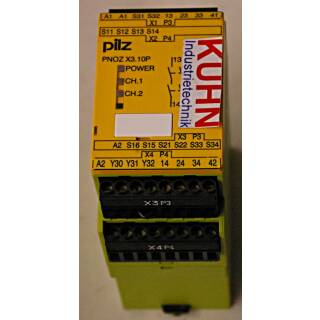 A1 A1 S31 S32 13 23 33 41
X1 P3
S11 S12 S13 S14
X2 P4
pilz
PNOZ X3.10P
POWER
CH.1
CH.2
13
14
KUHN
Industrietechnik
X3 P3
A2 S16 S15 S21 S22 S33 S34
X4 P4
A2 Y30 Y31 Y32 14 24 34 42
X3 P3
X4 P4